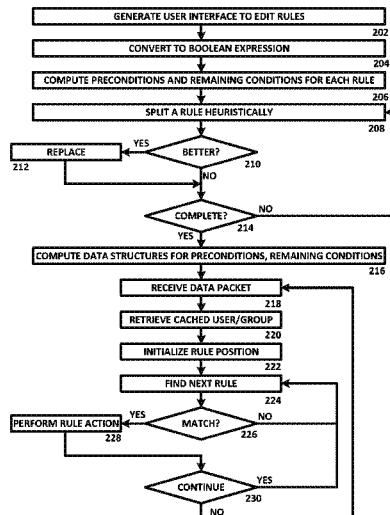 GENERATE USER INTERFACE TO EDIT RULES
202
CONVERT TO BOOLEAN EXPRESSION
204
COMPUTE PRECONDITIONS AND REMAINING CONDITIONS FOR EACH RULE
206
SPLIT A RULE HEURISTICALLY
208
BETTER?
YES
210
REPLACE
212
NO
COMPLETE?
NO
214
YES
COMPUTE DATA STRUCTURES FOR PRECONDITIONS, REMAINING CONDITIONS
216
RECEIVE DATA PACKET
218
RETRIEVE CACHED USER/GROUP
220
INITIALIZE RULE POSITION
222
FIND NEXT RULE
224
PERFORM RULE ACTION
YES
MATCH?
NO
228
226
CONTINUE
YES
230
NO